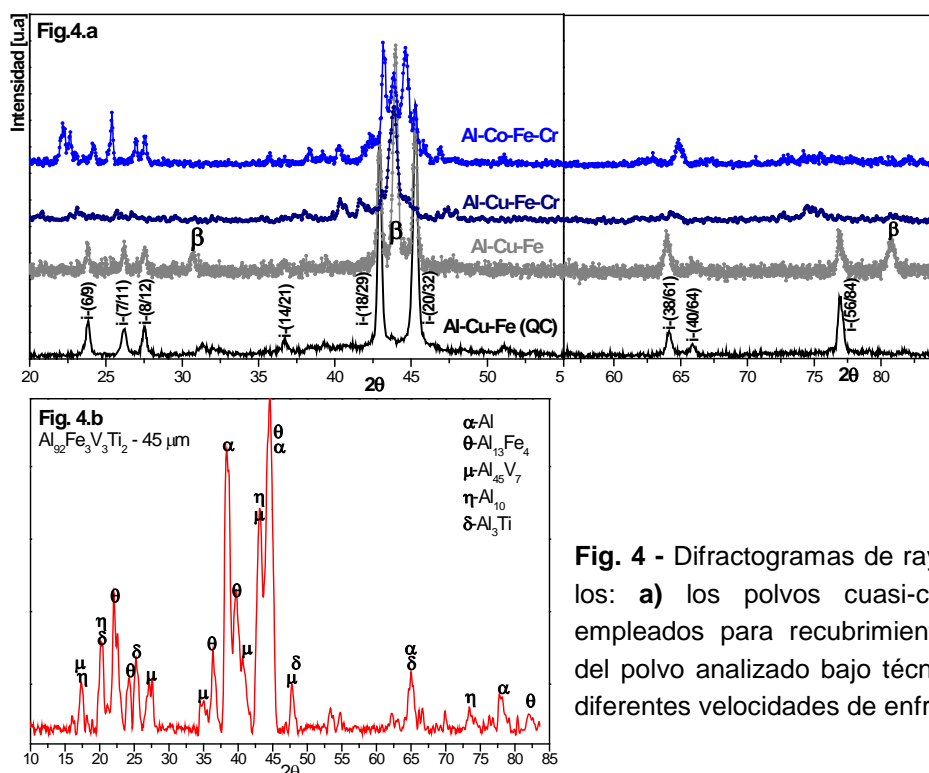 Fig.4.a
Intensidad [u.a]
Al-Co-Fe-Cr
Al-Cu-Fe-Cr
β
β
β
Al-Cu-Fe
i-(6/9)
i-(7/11)
i-(8/12)
i-(14/21)
i-(18/29)
i-(20/32)
i-(38/61)
i-(40/64)
i-(56/84)
Al-Cu-Fe (QC)
20 25 30 35 40 45 50 5 60 65 70 75 80
2θ 2θ
Fig. 4.b
Al92Fe3V3Ti2 - 45 μm
α-Al
θ-Al13Fe4
μ-Al45V7
η-Al10
δ-Al3Ti
μ
η
η
δ
θ
θ
δ
μ
μ
θ
α
θ
μ
η
μ
θ
α
μ
δ
α
δ
η
α
θ
10 15 20 25 30 35 40 45 50 55 60 65 70 75 80 85
2θ
Fig. 4 - Difractogramas de ray
los: a) los polvos cuasi-c
empleados para recubrimien
del polvo analizado bajo técn
diferentes velocidades de enfr